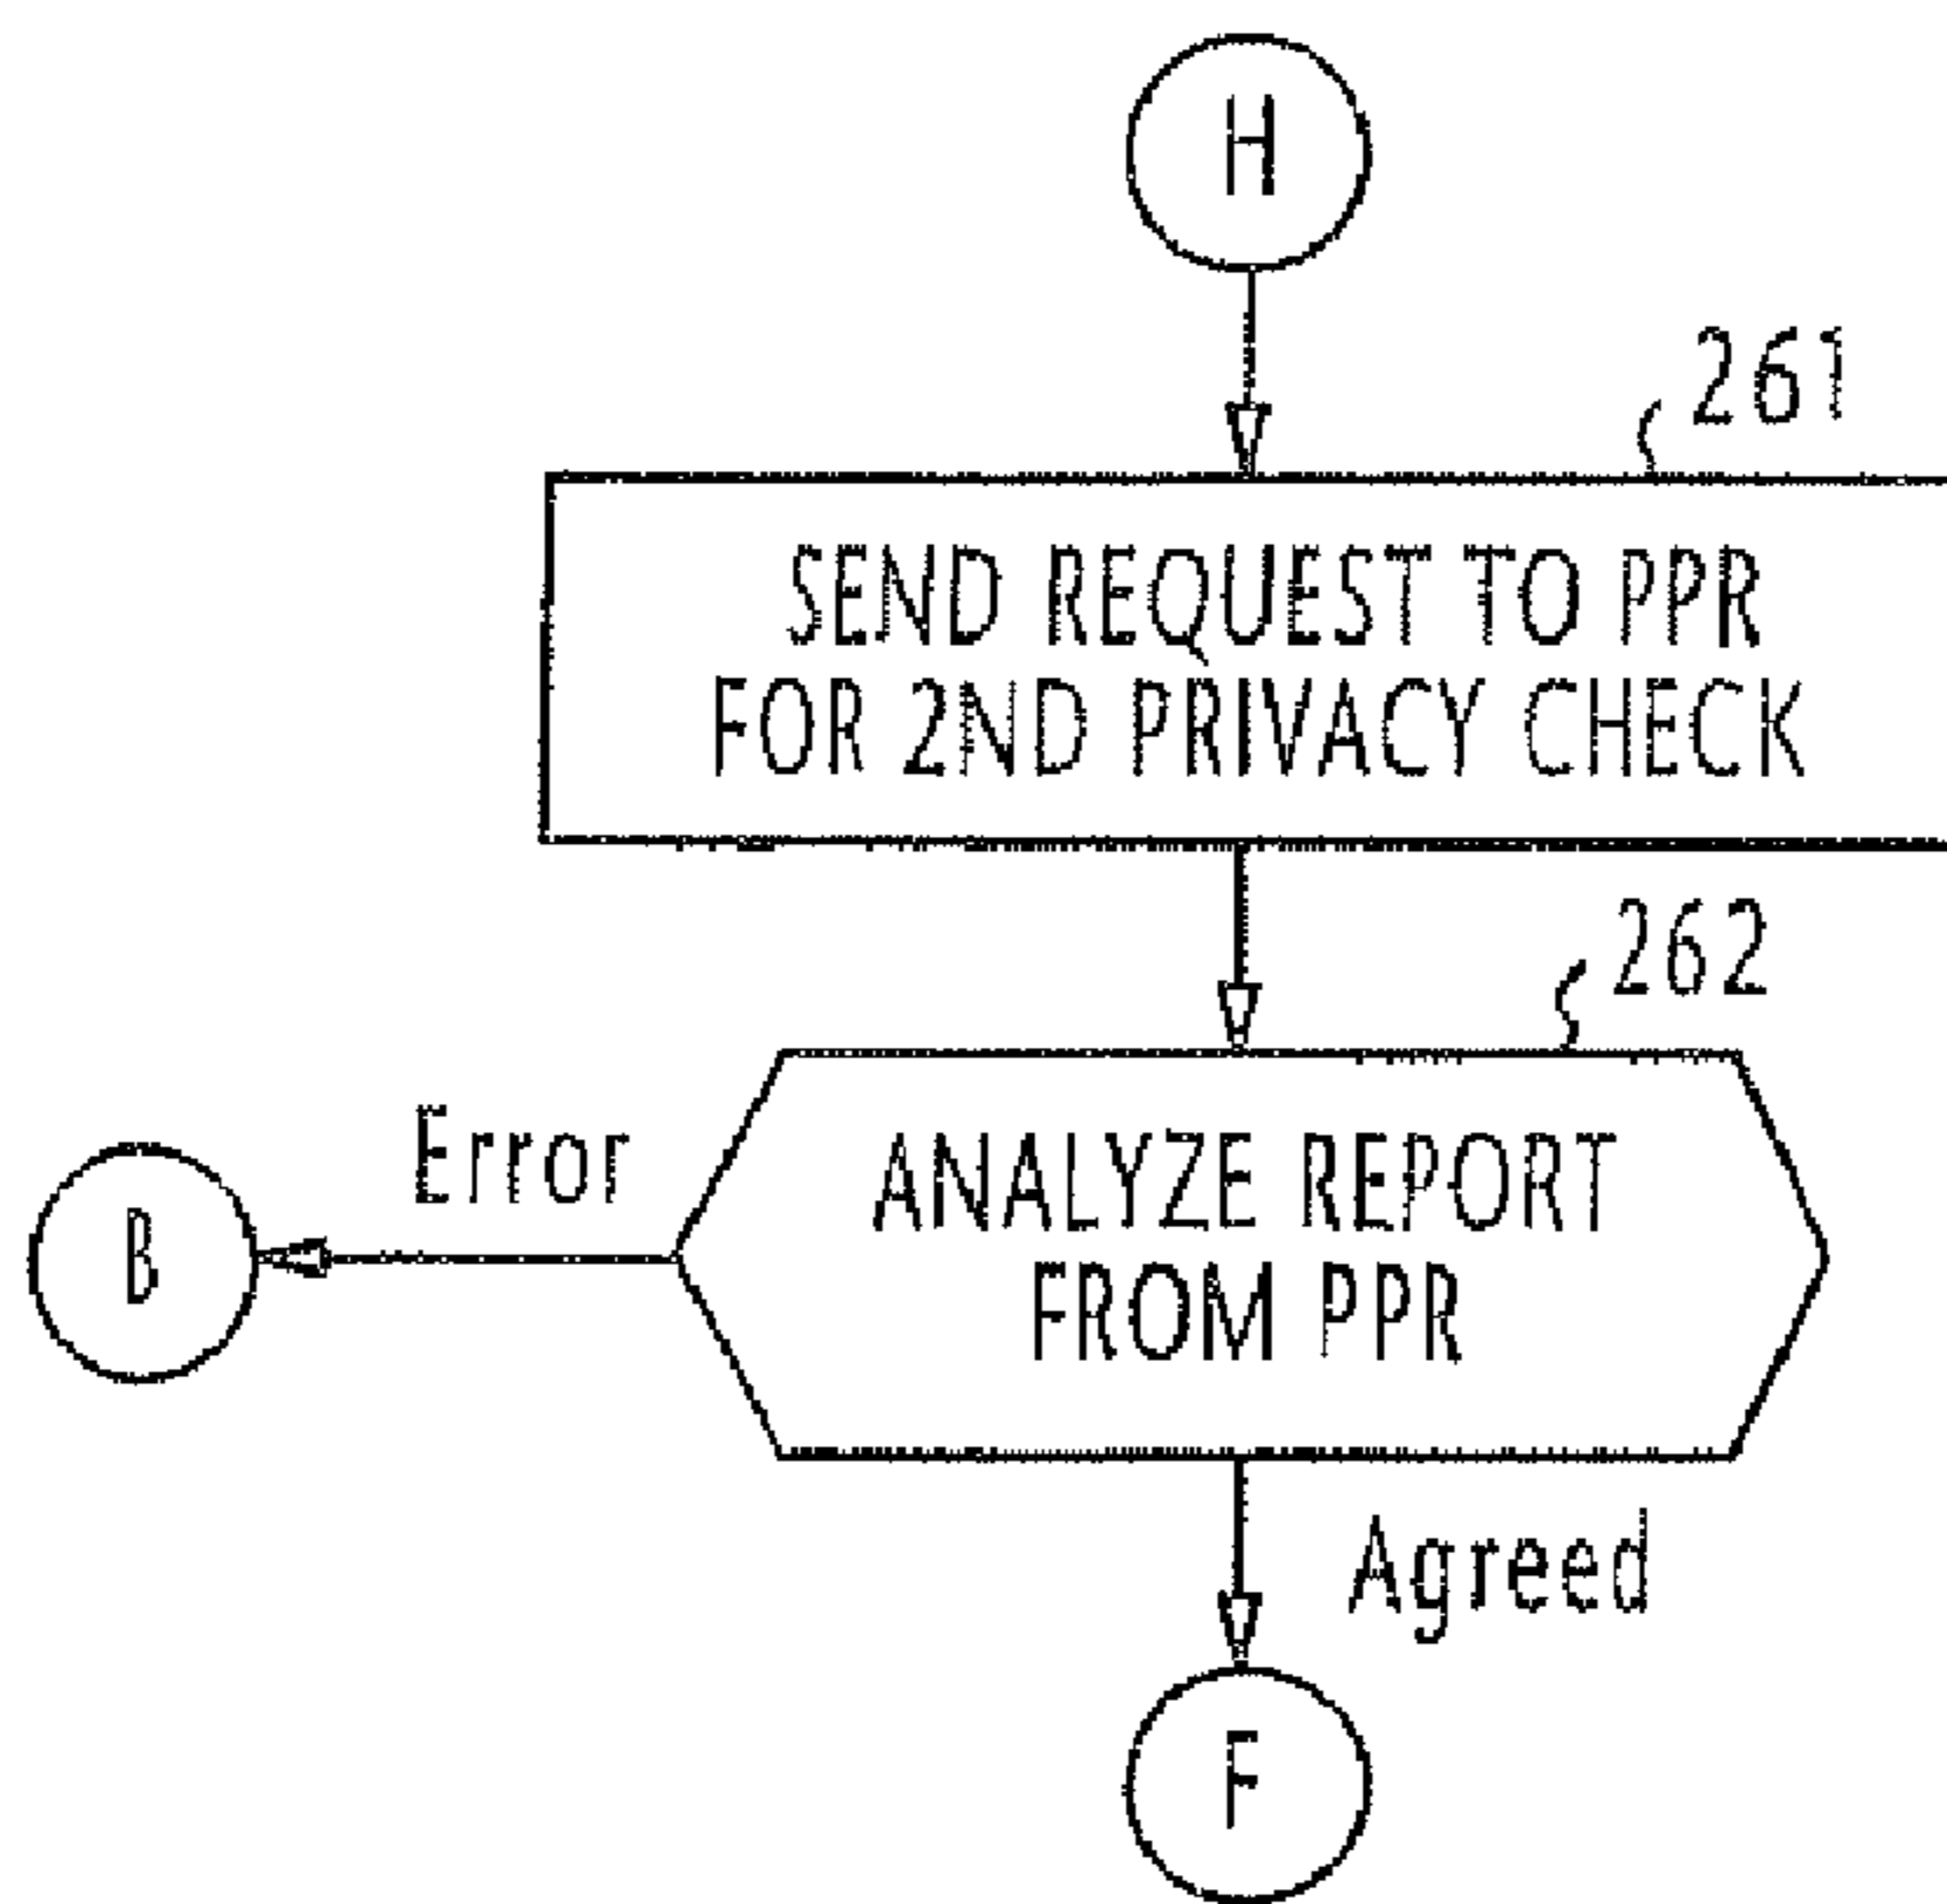 H
261
SEND REQUEST TO PPR
FOR 2ND PRIVACY CHECK
262
Error
ANALYZE REPORT
FROM PPR
B
Agreed
F